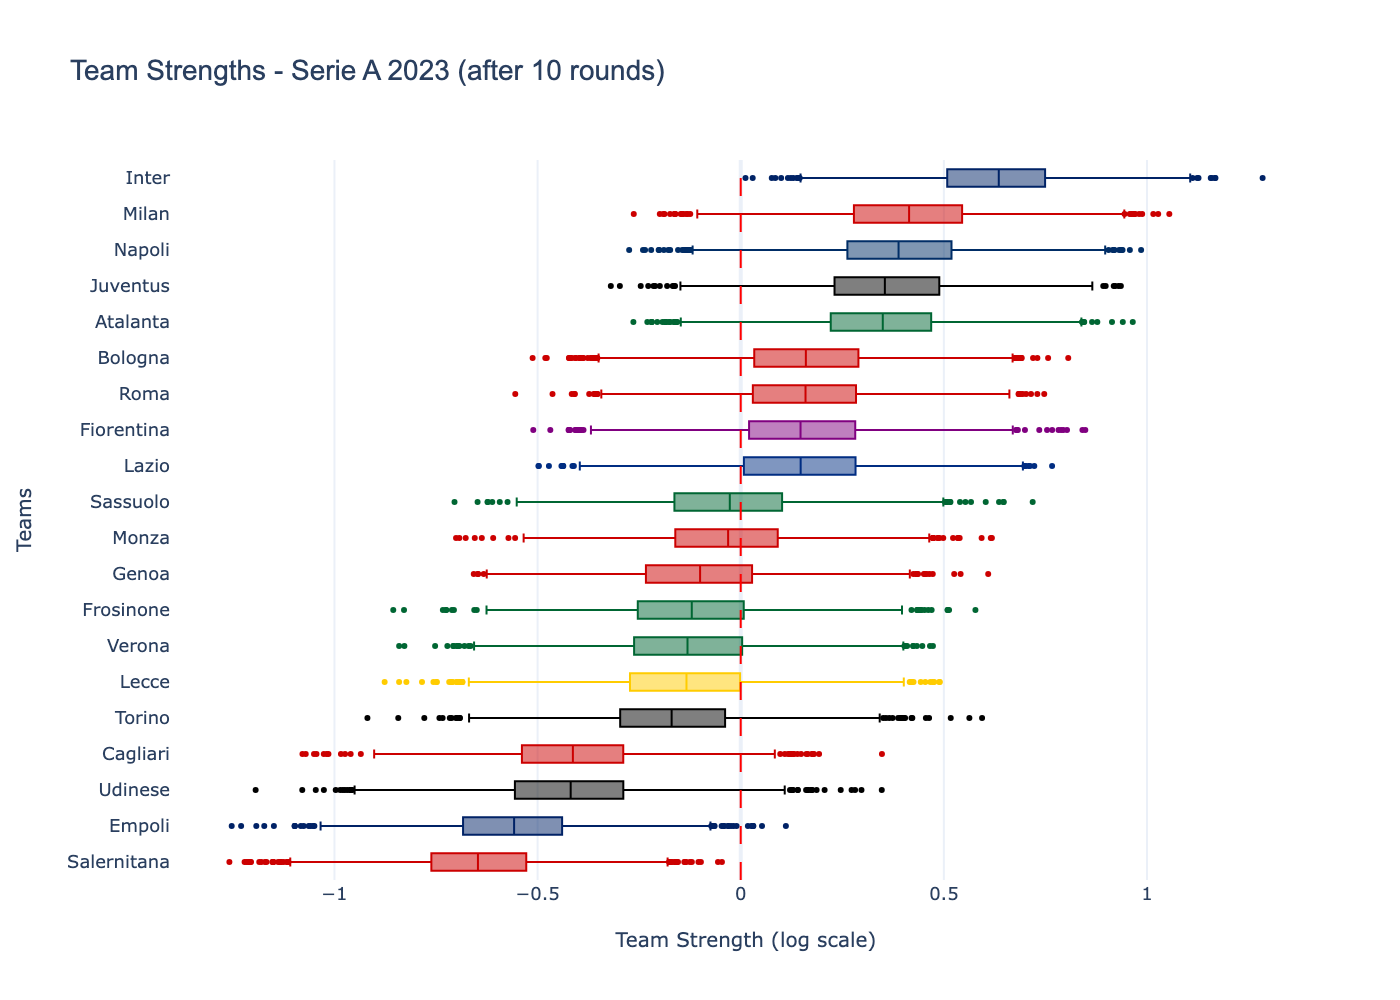 Team Strengths - Serie A 2023 (after 10 rounds)
Teams
Inter
Milan
Napoli
Juventus
Atalanta
Bologna
Roma
Fiorentina
Lazio
Sassuolo
Monza
Genoa
Frosinone
Verona
Lecce
Torino
Cagliari
Udinese
Empoli
Salernitana
−1 −0.5 0 0.5 1
Team Strength (log scale)